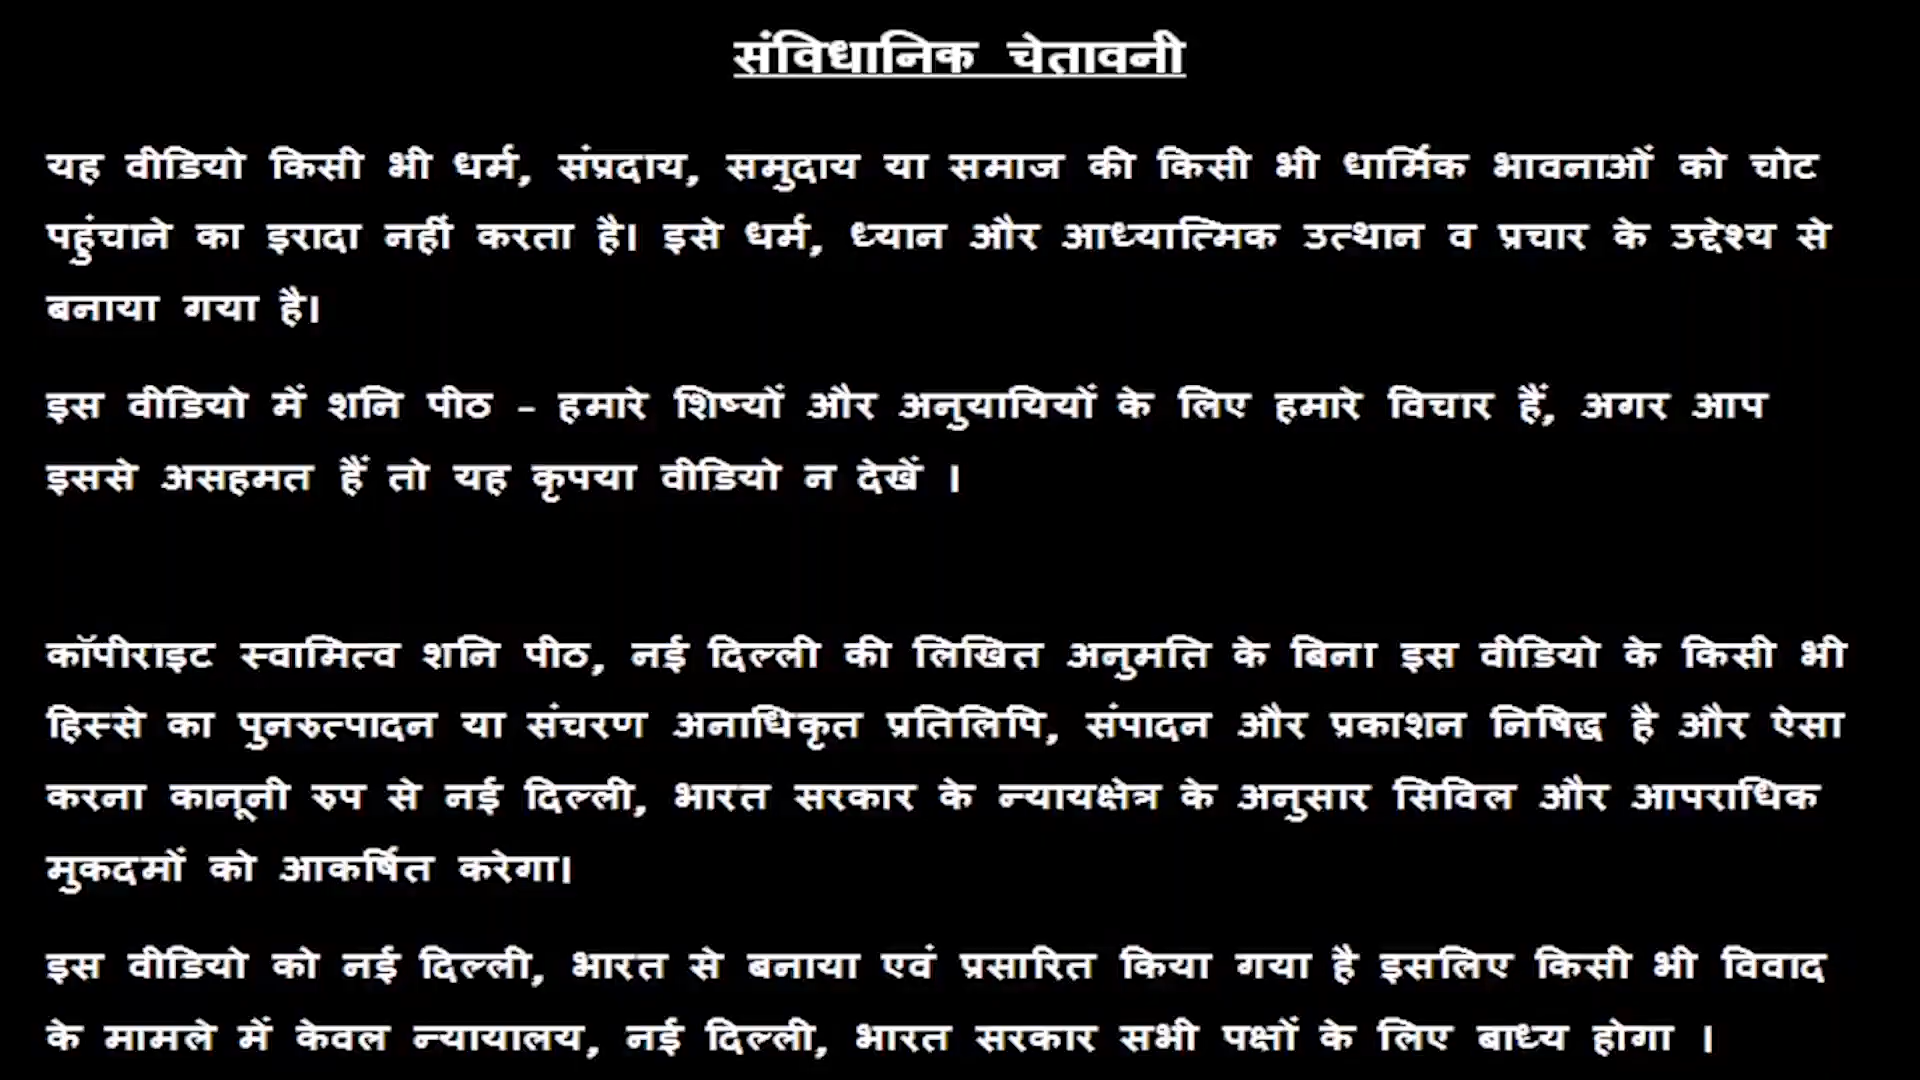 संविधानिक चेतावनी
यह वीडियो किसी भी धर्म, संप्रदाय, समुदाय या समाज की किसी भी धार्मिक भावनाओं को चोट
पहुंचाने का इरादा नहीं करता है। इसे धर्म, ध्यान और आध्यात्मिक उत्थान व प्रचार के उद्देश्य से
बनाया गया है।
इस वीडियो में शनि पीठ – हमारे शिष्यों और अनुयायियों के लिए हमारे विचार हैं, अगर आप
इससे असहमत हैं तो यह कृपया वीडियो न देखें ।
कॉपीराइट स्वामित्व शनि पीठ, नई दिल्ली की लिखित अनुमति के बिना इस वीडियो के किसी भी
हिस्से का पुनरुत्पादन या संचरण अनाधिकृत प्रतिलिपि, संपादन और प्रकाशन निषिद्ध है और ऐसा
करना कानूनी रुप से नई दिल्ली, भारत सरकार के न्यायक्षेत्र के अनुसार सिविल और आपराधिक
मुकदमों को आकर्षित करेगा।
इस वीडियो को नई दिल्ली, भारत से बनाया एवं प्रसारित किया गया है इसलिए किसी भी विवाद
के मामले में केवल न्यायालय, नई दिल्ली, भारत सरकार सभी पक्षों के लिए बाध्य होगा ।